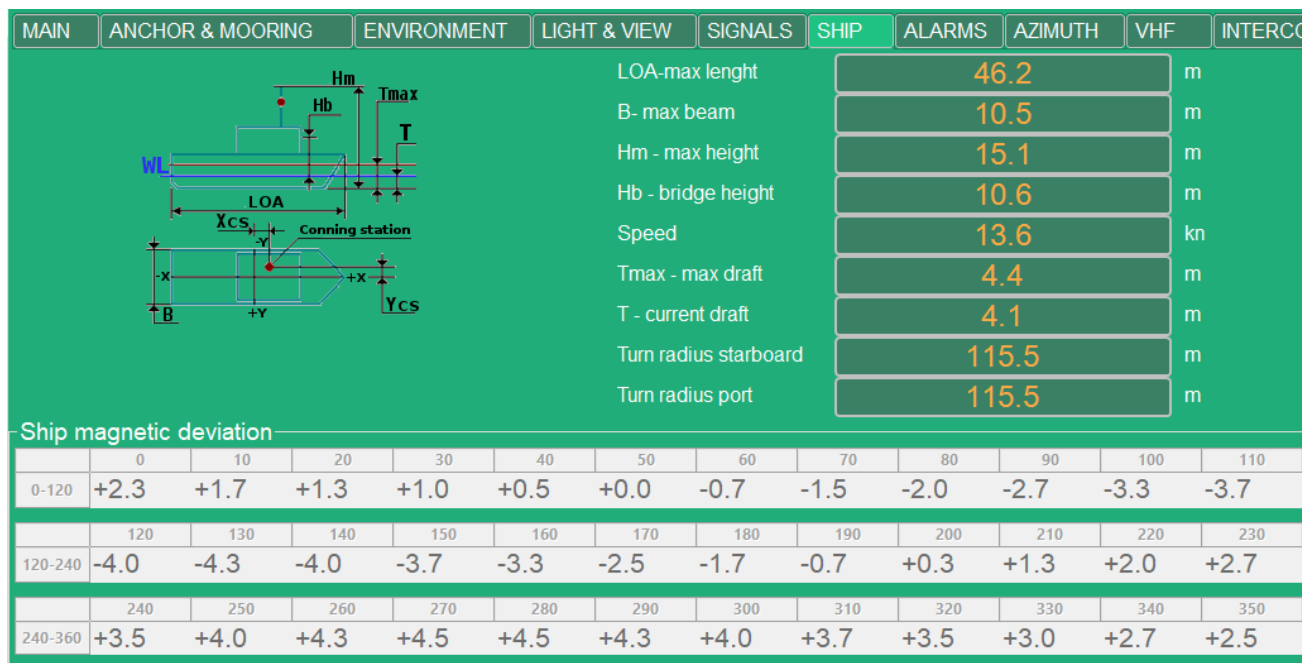 MAIN ANCHOR & MOORING ENVIRONMENT LIGHT & VIEW SIGNALS SHIP ALARMS AZIMUTH VHF INTERCO
Hm
Hb
Tmax
T
WL
LOA
Xcs
-Y
Conning station
-X
+X
B
+Y
Ycs
LOA-max lenght 46.2 m
B- max beam 10.5 m
Hm - max height 15.1 m
Hb - bridge height 10.6 m
Speed 13.6 kn
Tmax - max draft 4.4 m
T - current draft 4.1 m
Turn radius starboard 115.5 m
Turn radius port 115.5 m
Ship magnetic deviation
0 10 20 30 40 50 60 70 80 90 100 110
0-120 +2.3 +1.7 +1.3 +1.0 +0.5 +0.0 -0.7 -1.5 -2.0 -2.7 -3.3 -3.7
120 130 140 150 160 170 180 190 200 210 220 230
120-240 -4.0 -4.3 -4.0 -3.7 -3.3 -2.5 -1.7 -0.7 +0.3 +1.3 +2.0 +2.7
240 250 260 270 280 290 300 310 320 330 340 350
240-360 +3.5 +4.0 +4.3 +4.5 +4.5 +4.3 +4.0 +3.7 +3.5 +3.0 +2.7 +2.5